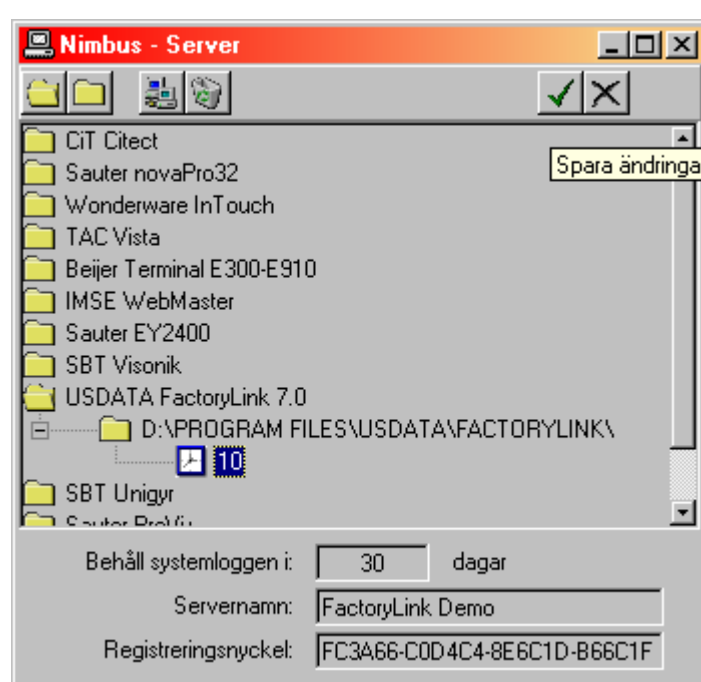 Nimbus - Server
CiT Citect
Spara ändringa
Sauter novaPro32
Wonderware InTouch
TAC Vista
Beijer Terminal E300-E910
IMSE WebMaster
Sauter EY2400
SBT Visonik
USDATA FactoryLink 7.0
D:\PROGRAM FILES\USDATA\FACTORYLINK\
10
SBT Unigyr
Sauter
Behåll systemloggen i: 30 dagar
Servernamn: FactoryLink Demo
Registreringsnyckel: FC3A66-C0D4C4-8E6C1D-B66C1F